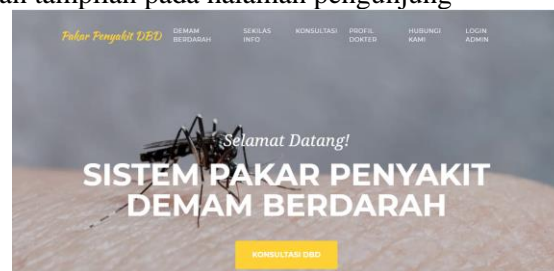 an tampilan pada halaman pengunjung
Pakar Penyakit DBD
DEMAM BERDARAH
SEKILAS INFO
KONSULTASI
PROFIL DOKTER
HUBUNGI KAMI
LOGIN ADMIN
Selamat Datang!
SISTEM PAKAR PENYAKIT
DEMAM BERDARAH
KONSULTASI DBD